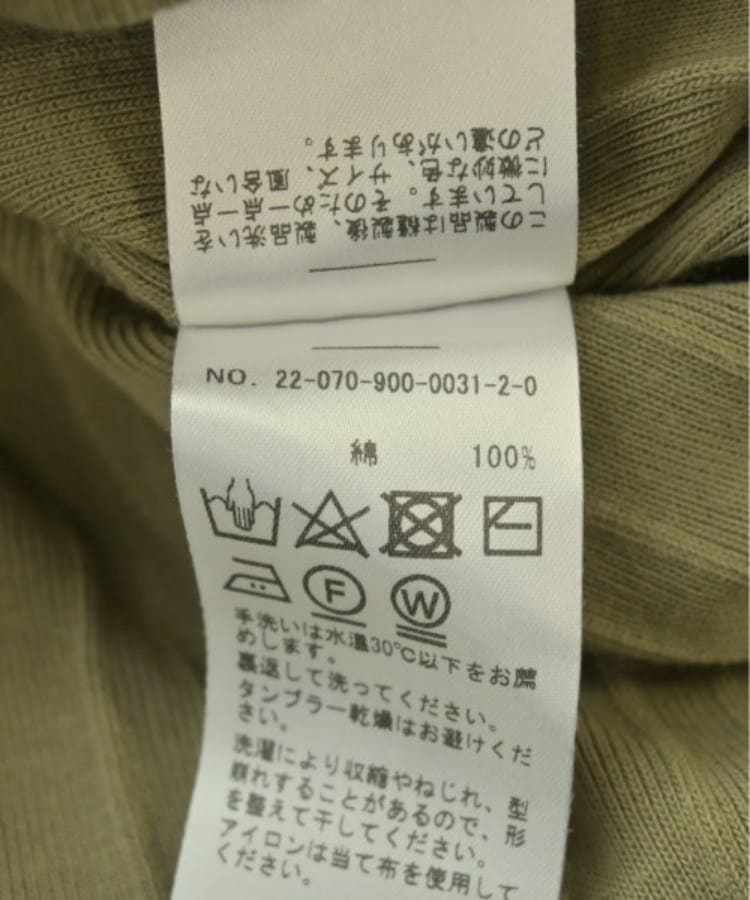 この製品は縫製後、製品洗いを
しています。そのため一点一点
に微妙な色、サイズ、風合いな
どの違いがあります。
NO. 22-070-900-0031-2-0
綿 100%
F W
手洗いは水温30℃以下をお薦
めします。
裏返して洗ってください。
タンブラー乾燥はお避けくだ
さい。
洗濯により収縮やねじれ、型
崩れすることがあるので、形
を整えて干してください。
アイロンは当て布を使用して
ください。